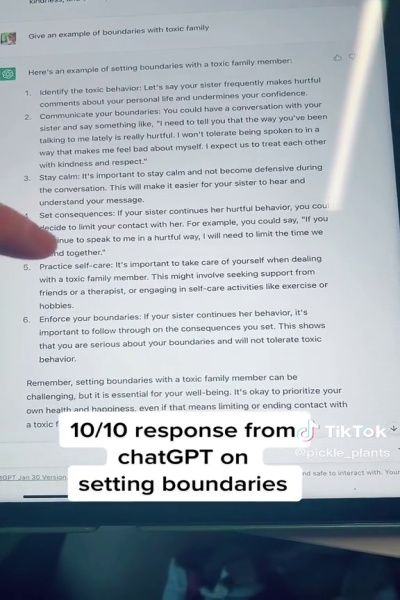 Give an example of boundaries with toxic family
Here's an example of setting boundaries with a toxic family member:
1. Identify the toxic behavior: Let's say your sister frequently makes hurtful
comments about your personal life and undermines your confidence.
2. Communicate your boundaries: You could have a conversation with your
sister and say something like, "I need to tell you that the way you've been
talking to me lately is really hurtful. I won't tolerate being spoken to in a
way that makes me feel bad about myself. I expect us to treat each other
with kindness and respect."
3. Stay calm: It's important to stay calm and not become defensive during
the conversation. This will make it easier for your sister to hear and
understand your message.
Set consequences: If your sister continues her hurtful behavior, you
decide to limit your contact with her. For example, you could say, "If you
to speak to me in a hurtful way, I will need to limit the time we
together."
5. Practice self-care: It's important to take care of yourself when dealing
with a toxic family member. This might involve seeking support from
friends or a therapist, or engaging in self-care activities like exercise or
hobbies.
6. Enforce your boundaries: If your sister continues her behavior, it's
important to follow through on the consequences you set. This shows
that you are serious about your boundaries and will not tolerate toxic
behavior.
Remember, setting boundaries with a toxic family member can be
challenging, but it is essential for your well-being. It's okay to prioritize your
own health and happiness, even if that means limiting or ending contact with
a toxic
10/10 response from
chatGPT on
setting boundaries
TikTok
@pickle_plants
Jan 30 Version
safe to interact with. Your